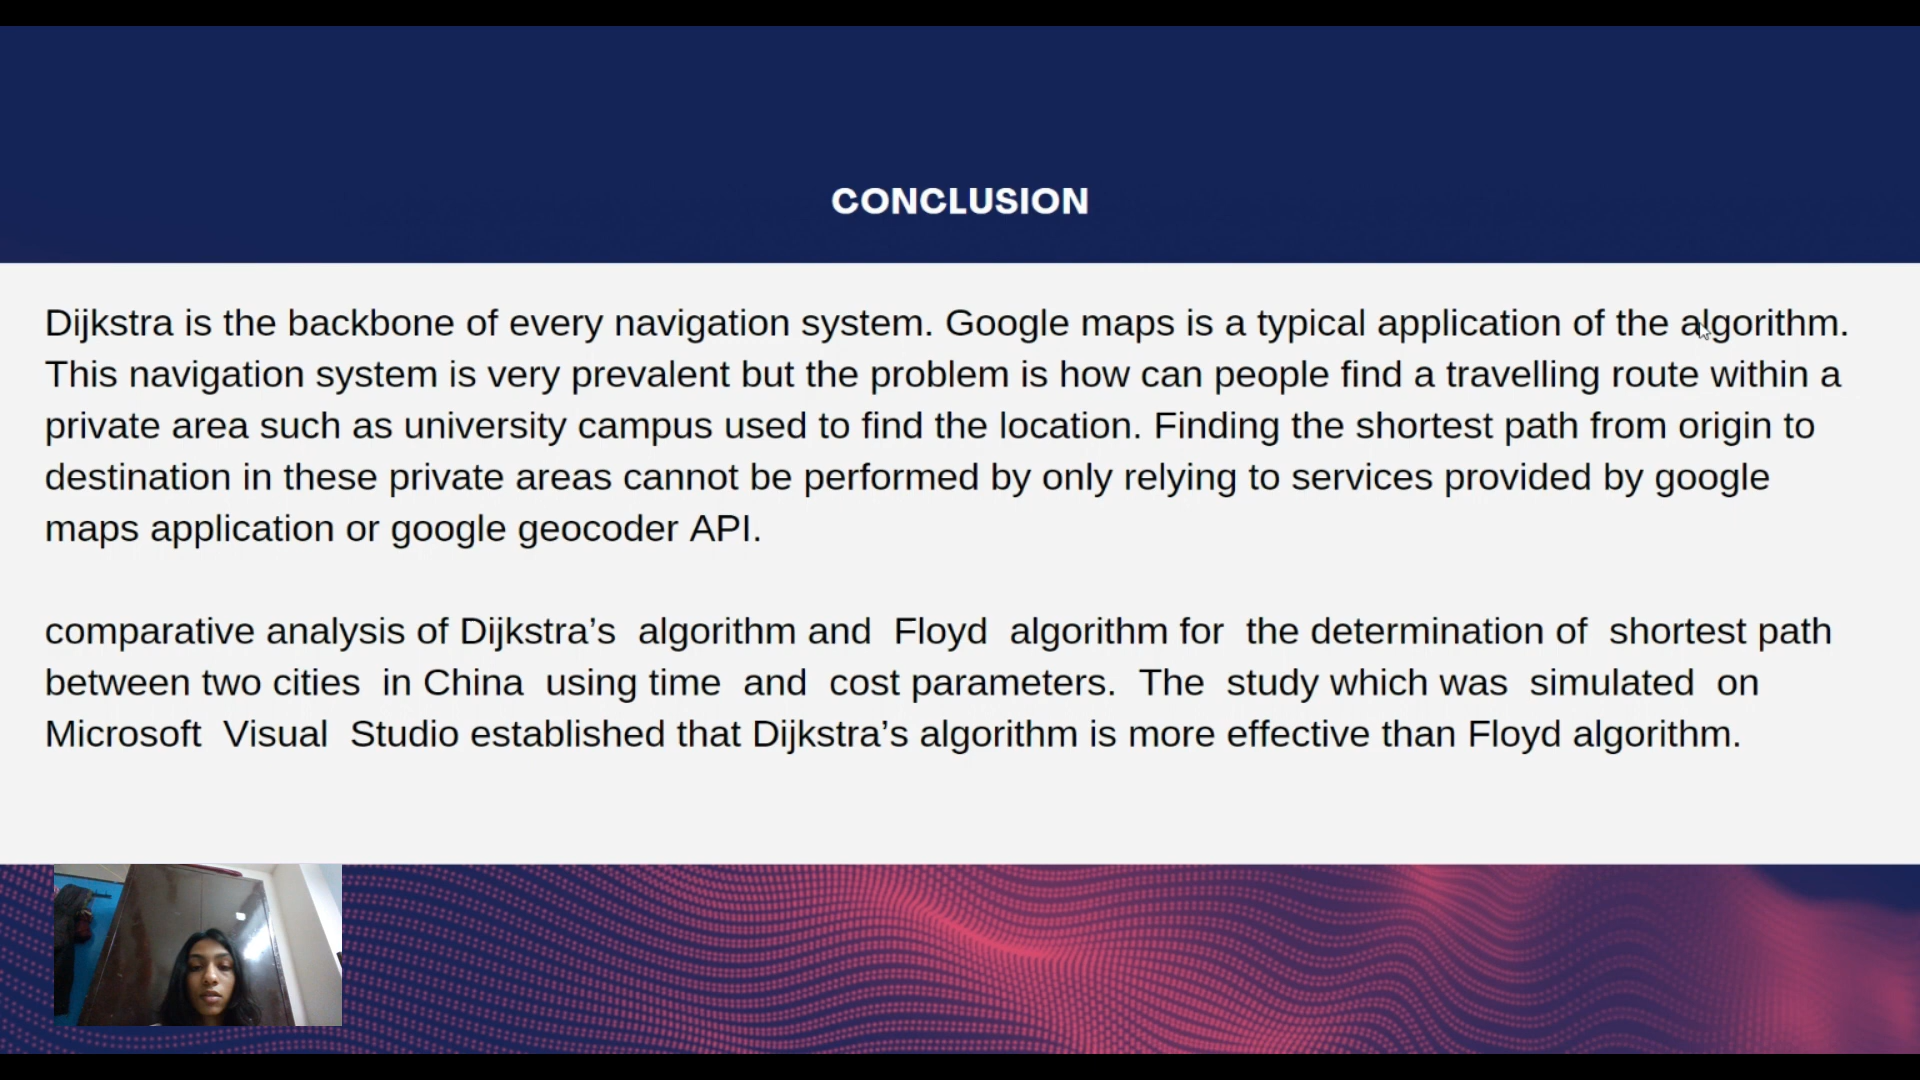 CONCLUSION
Dijkstra is the backbone of every navigation system. Google maps is a typical application of the algorithm.
This navigation system is very prevalent but the problem is how can people find a travelling route within a
private area such as university campus used to find the location. Finding the shortest path from origin to
destination in these private areas cannot be performed by only relying to services provided by google
maps application or google geocoder API.
comparative analysis of Dijkstra’s  algorithm and  Floyd  algorithm for  the determination of  shortest path
between two cities  in China  using time  and  cost parameters.  The  study which was  simulated  on
Microsoft  Visual  Studio established that Dijkstra’s algorithm is more effective than Floyd algorithm.